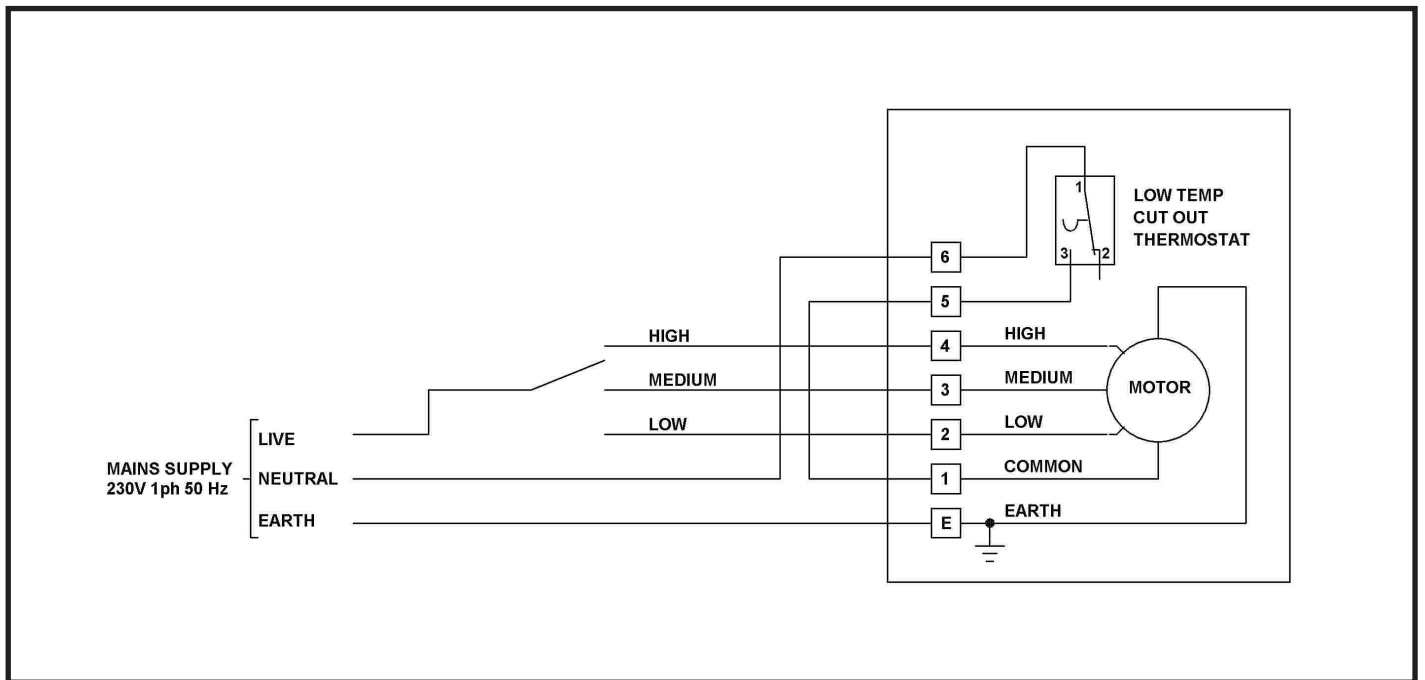 1
LOW TEMP
CUT OUT
THERMOSTAT
3 2
6
5
HIGH
4
HIGH
MEDIUM
3
MEDIUM
MOTOR
LOW
2
LOW
LIVE
MAINS SUPPLY
230V 1ph 50 Hz
NEUTRAL
1
COMMON
EARTH
E
EARTH